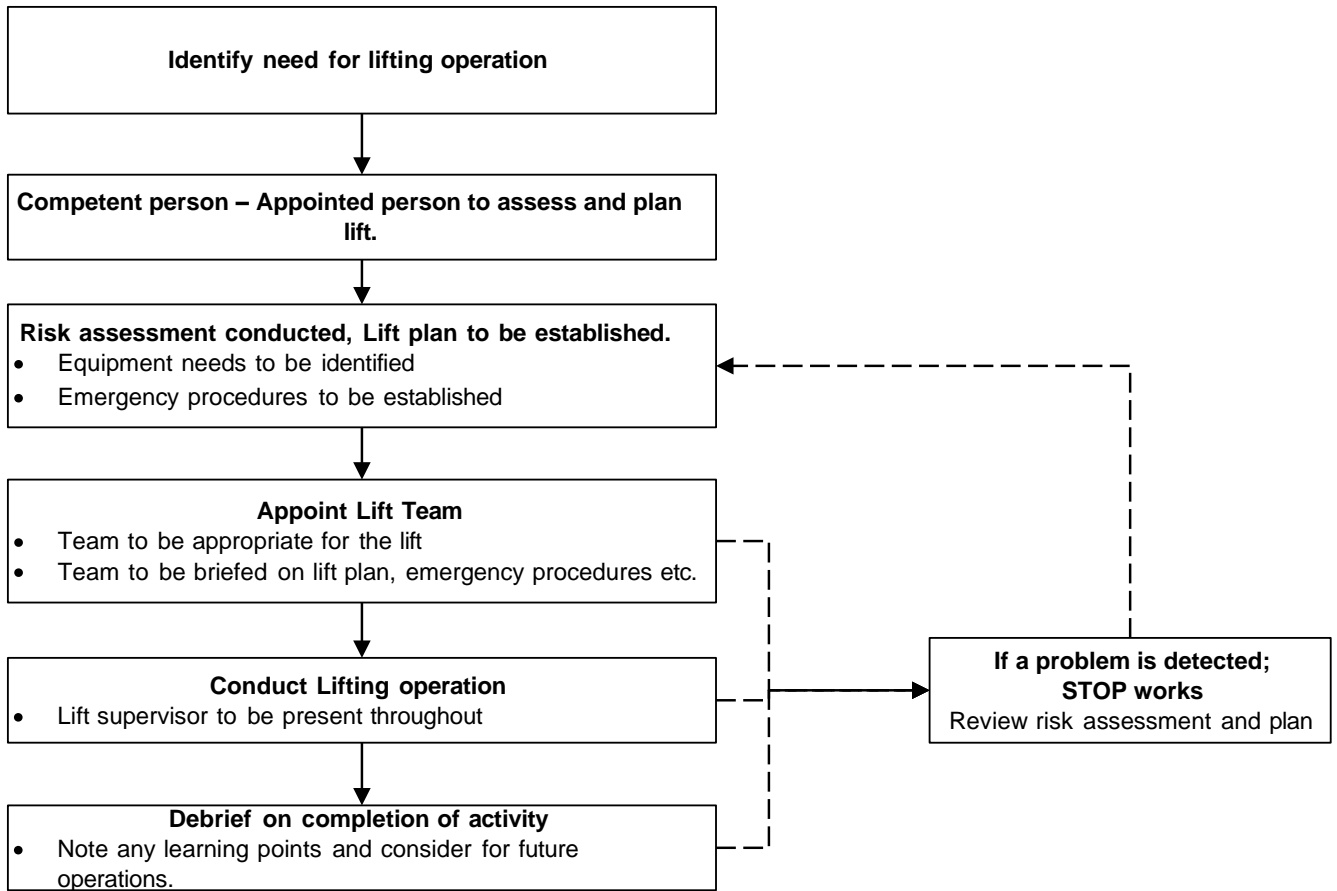 Identify need for lifting operation
Competent person – Appointed person to assess and plan
lift.
Risk assessment conducted, Lift plan to be established.
• Equipment needs to be identified
• Emergency procedures to be established
Appoint Lift Team
• Team to be appropriate for the lift
• Team to be briefed on lift plan, emergency procedures etc.
Conduct Lifting operation
• Lift supervisor to be present throughout
If a problem is detected;
STOP works
Review risk assessment and plan
Debrief on completion of activity
• Note any learning points and consider for future
operations.